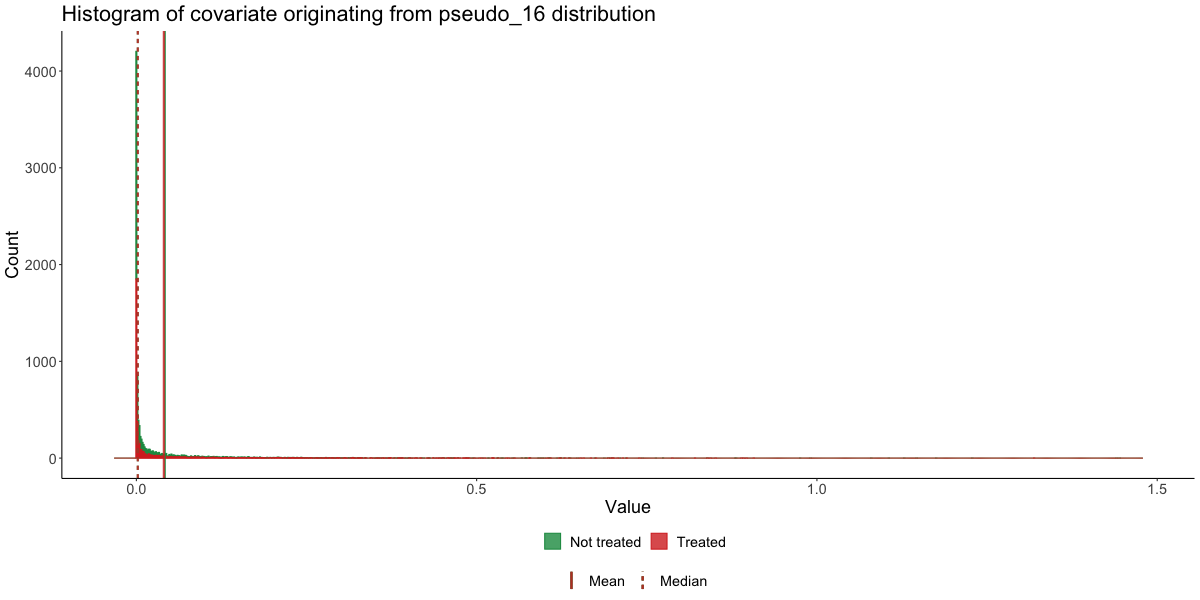 Histogram of covariate originating from pseudo_16 distribution
Count
4000
3000
2000
1000
0
0.0 0.5 1.0 1.5
Value
Not treated Treated
Mean Median